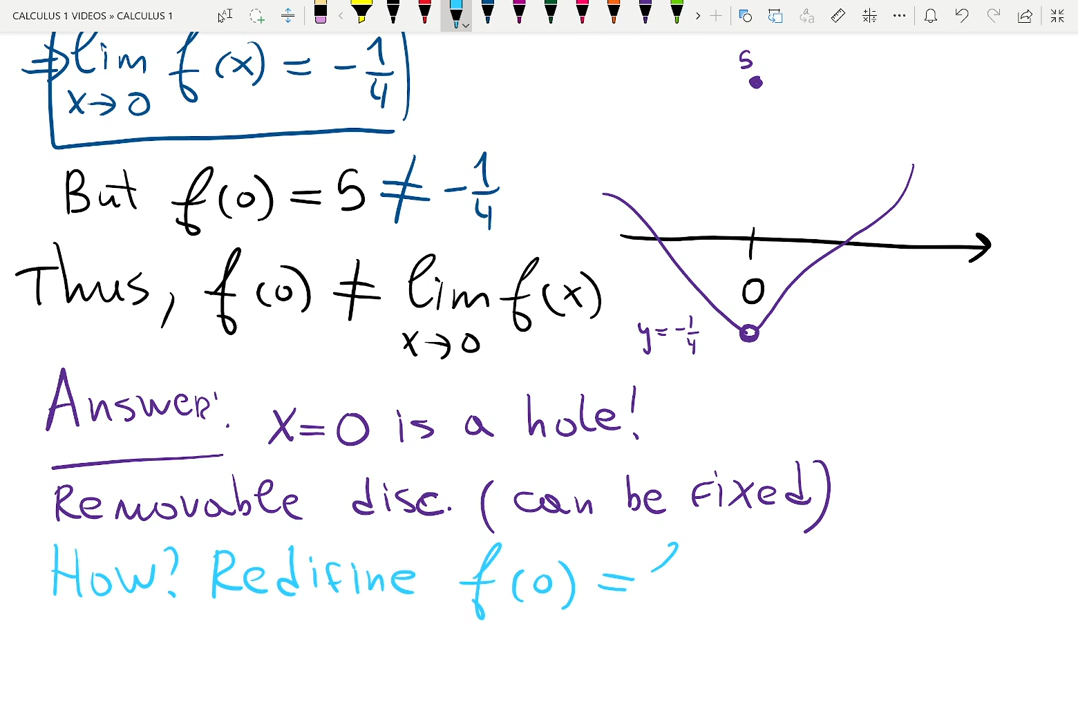 CALCULUS 1 VIDEOS » CALCULUS 1
⇒ lim f(x) = -1/4
x→0
But f(0) = 5 ≠ -1/4
Thus, f(0) ≠ lim f(x)
x→0
5
0
y=-1/4
Answer: x=0 is a hole!
Removable disc. (can be fixed)
How? Redifine f(0) =